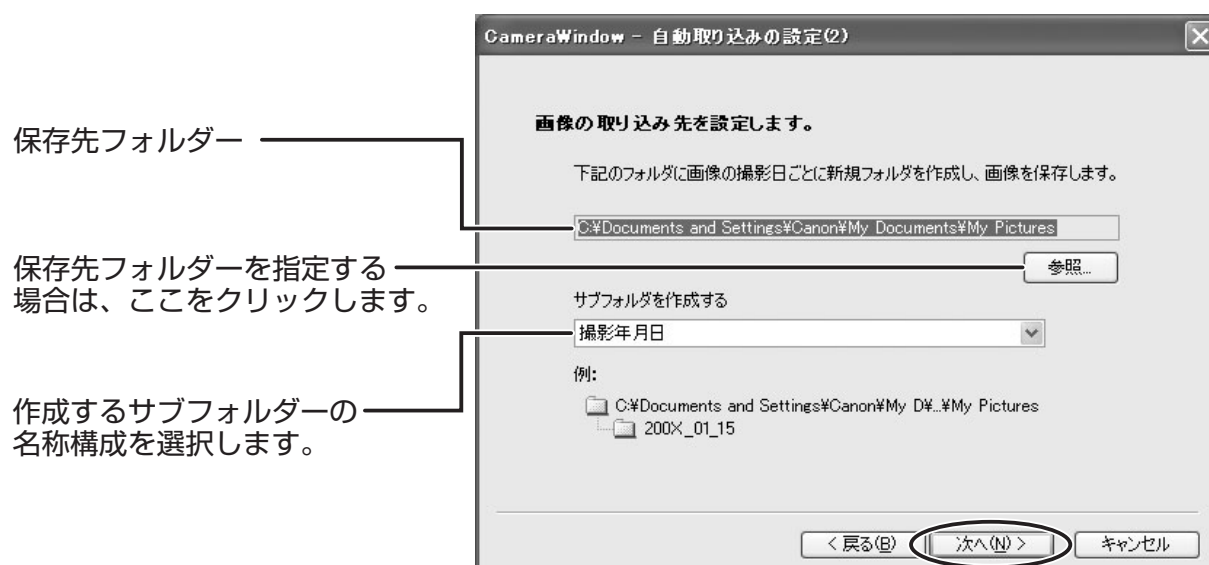 CameraWindow - 自動取り込みの設定(2)
画像の取り込み先を設定します。
保存先フォルダー
下記のフォルダに画像の撮影日ごとに新規フォルダを作成し、画像を保存します。
C:¥Documents and Settings¥Canon¥My Documents¥My Pictures
保存先フォルダーを指定する
場合は、ここをクリックします。
参照...
サブフォルダを作成する
撮影年月日
例:
作成するサブフォルダーの
名称構成を選択します。
C:¥Documents and Settings¥Canon¥My D¥...¥My Pictures
200X_01_15
< 戻る(B)
次へ(N) >
キャンセル